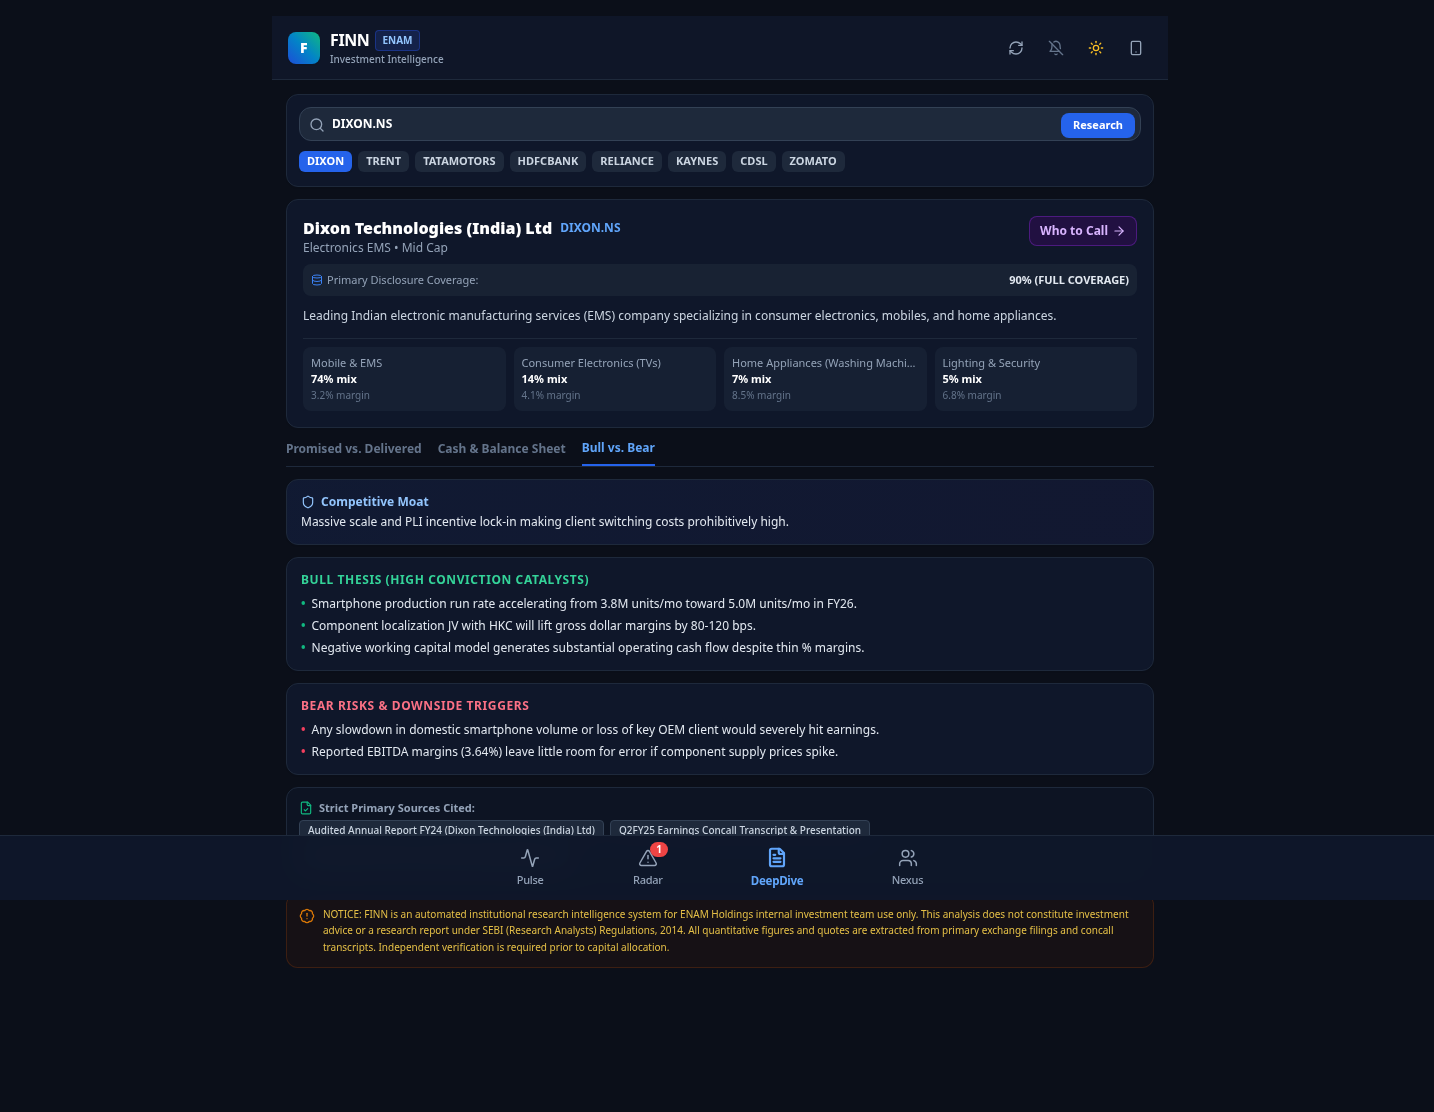 F
FINN ENAM
Investment Intelligence
DIXON.NS
Research
DIXON TRENT TATAMOTORS HDFCBANK RELIANCE KAYNES CDSL ZOMATO
Dixon Technologies (India) Ltd DIXON.NS
Who to Call →
Electronics EMS • Mid Cap
Primary Disclosure Coverage: 90% (FULL COVERAGE)
Leading Indian electronic manufacturing services (EMS) company specializing in consumer electronics, mobiles, and home appliances.
Mobile & EMS
74% mix
3.2% margin
Consumer Electronics (TVs)
14% mix
4.1% margin
Home Appliances (Washing Machi...
7% mix
8.5% margin
Lighting & Security
5% mix
6.8% margin
Promised vs. Delivered Cash & Balance Sheet Bull vs. Bear
Competitive Moat
Massive scale and PLI incentive lock-in making client switching costs prohibitively high.
BULL THESIS (HIGH CONVICTION CATALYSTS)
• Smartphone production run rate accelerating from 3.8M units/mo toward 5.0M units/mo in FY26.
• Component localization JV with HKC will lift gross dollar margins by 80-120 bps.
• Negative working capital model generates substantial operating cash flow despite thin % margins.
BEAR RISKS & DOWNSIDE TRIGGERS
• Any slowdown in domestic smartphone volume or loss of key OEM client would severely hit earnings.
• Reported EBITDA margins (3.64%) leave little room for error if component supply prices spike.
Strict Primary Sources Cited:
Audited Annual Report FY24 (Dixon Technologies (India) Ltd) Q2FY25 Earnings Concall Transcript & Presentation
1
Pulse Radar DeepDive Nexus
NOTICE: FINN is an automated institutional research intelligence system for ENAM Holdings internal investment team use only. This analysis does not constitute investment
advice or a research report under SEBI (Research Analysts) Regulations, 2014. All quantitative figures and quotes are extracted from primary exchange filings and concall
transcripts. Independent verification is required prior to capital allocation.